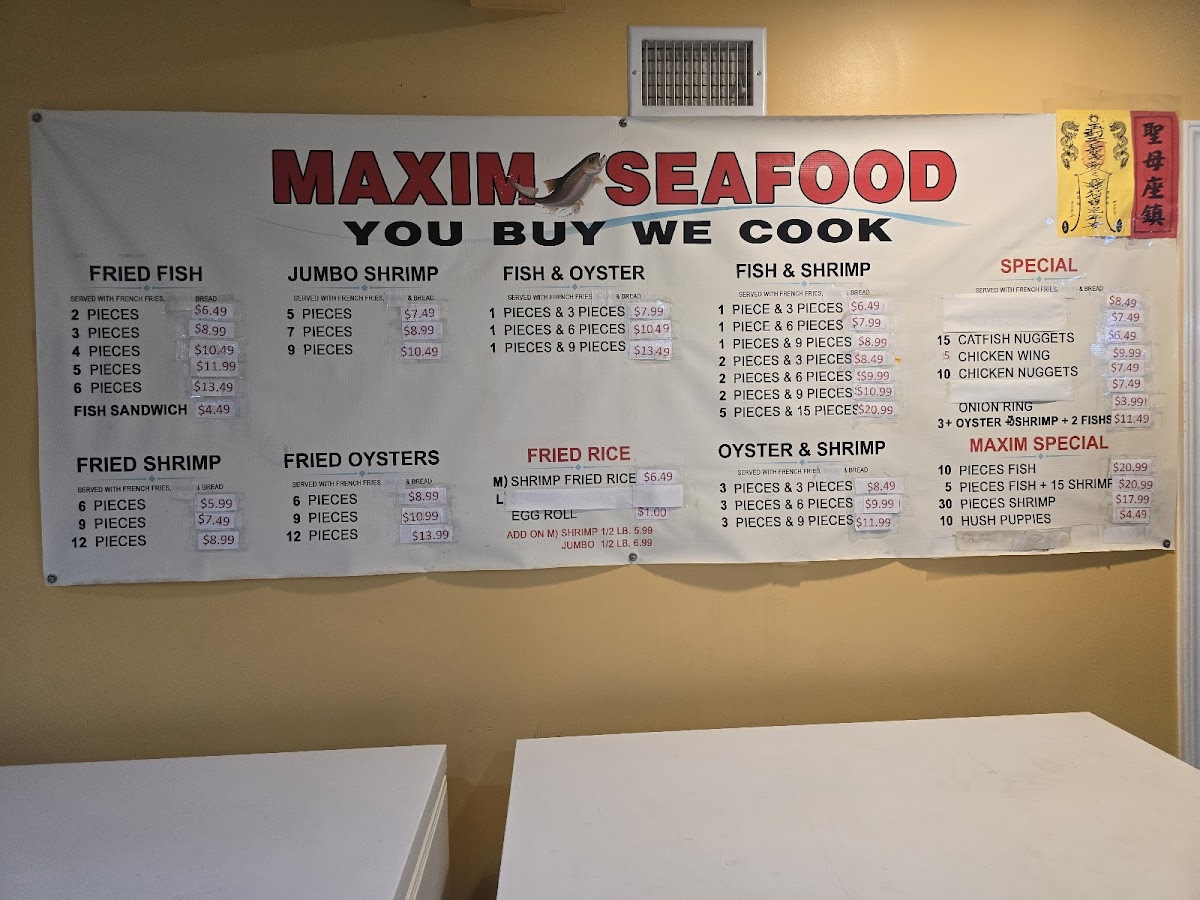 MAXIM SEAFOOD
YOU BUY WE COOK
聖母座鎮
FRIED FISH
SERVED WITH FRENCH FRIES, BREAD
2 PIECES $6.49
3 PIECES $8.99
4 PIECES $10.49
5 PIECES $11.99
6 PIECES $13.49
FISH SANDWICH $4.49
JUMBO SHRIMP
SERVED WITH FRENCH FRIES, & BREAD
5 PIECES $7.49
7 PIECES $8.99
9 PIECES $10.49
FISH & OYSTER
SERVED WITH FRENCH FRIES & BREAD
1 PIECES & 3 PIECES $7.99
1 PIECES & 6 PIECES $10.49
1 PIECES & 9 PIECES $13.49
FISH & SHRIMP
SERVED WITH FRENCH FRIES, & BREAD
1 PIECE & 3 PIECES $6.49
1 PIECE & 6 PIECES $7.99
1 PIECES & 9 PIECES $8.99
2 PIECES & 3 PIECES $8.49
2 PIECES & 6 PIECES $9.99
2 PIECES & 9 PIECES $10.99
5 PIECES & 15 PIECES $20.99
SPECIAL
SERVED WITH FRENCH FRIES, & BREAD
$8.49
$7.49
15 CATFISH NUGGETS $6.49
5 CHICKEN WING $9.99
10 CHICKEN NUGGETS $7.49
$7.49
ONION RING $3.99
3+ OYSTER +5SHRIMP + 2 FISHS $11.49
FRIED SHRIMP
SERVED WITH FRENCH FRIES, & BREAD
6 PIECES $5.99
9 PIECES $7.49
12 PIECES $8.99
FRIED OYSTERS
SERVED WITH FRENCH FRIES, & BREAD
6 PIECES $8.99
9 PIECES $10.99
12 PIECES $13.99
FRIED RICE
M) SHRIMP FRIED RICE $6.49
L
EGG ROLL $1.00
ADD ON M) SHRIMP 1/2 LB. 5.99
JUMBO 1/2 LB. 6.99
OYSTER & SHRIMP
SERVED WITH FRENCH FRIES, & BREAD
3 PIECES & 3 PIECES $8.49
3 PIECES & 6 PIECES $9.99
3 PIECES & 9 PIECES $11.99
MAXIM SPECIAL
10 PIECES FISH $20.99
5 PIECES FISH + 15 SHRIMP $20.99
30 PIECES SHRIMP $17.99
10 HUSH PUPPIES $4.49